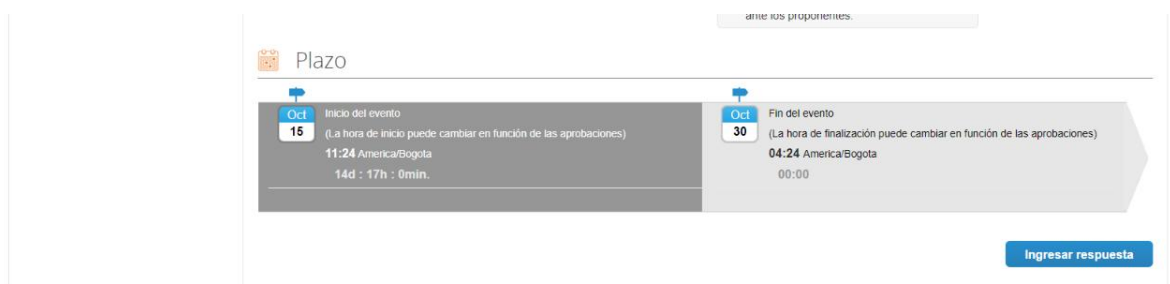 ante los proponentes.
Plazo
Oct
15
Inicio del evento
(La hora de inicio puede cambiar en función de las aprobaciones)
11:24 America/Bogota
14d : 17h : 0min.
Oct
30
Fin del evento
(La hora de finalización puede cambiar en función de las aprobaciones)
04:24 America/Bogota
00:00
Ingresar respuesta